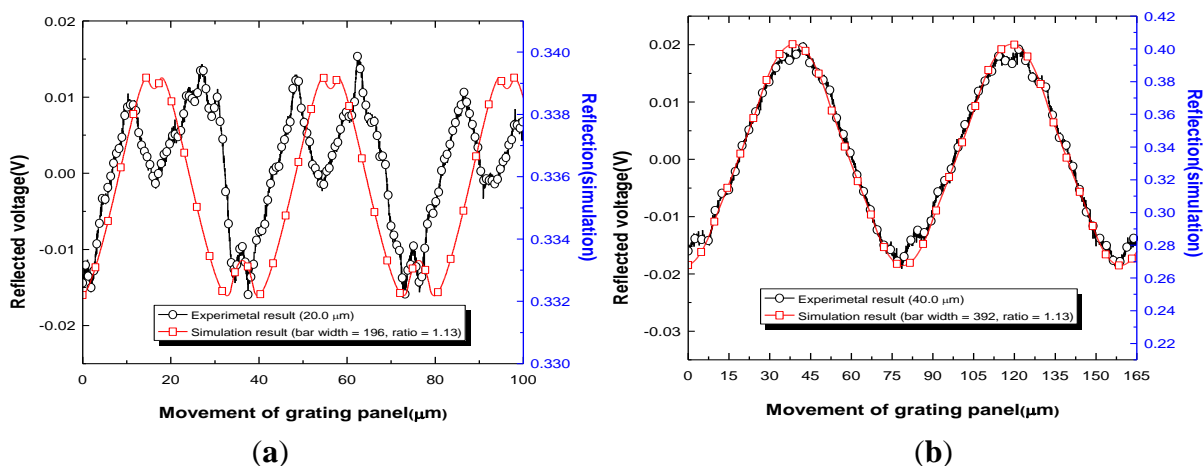 0.02
0.01
0.00
-0.01
-0.02
Reflected voltage(V)
0.340
0.339
0.338
0.336
0.335
0.333
0.332
0.330
Reflection(simulation)
Experimetal result (20.0 μm)
Simulation result (bar width = 196, ratio = 1.13)
0 20 40 60 80 100
Movement of grating panel(μm)
(a)
0.02
0.01
0.00
-0.01
-0.02
-0.03
Reflected voltage(V)
0.42
0.40
0.38
0.36
0.34
0.32
0.30
0.28
0.26
0.24
0.22
Reflection(simulation)
Experimetal result (40.0 μm)
Simulation result (bar width = 392, ratio = 1.13)
0 15 30 45 60 75 90 105 120 135 150 165
Movement of grating panel(μm)
(b)